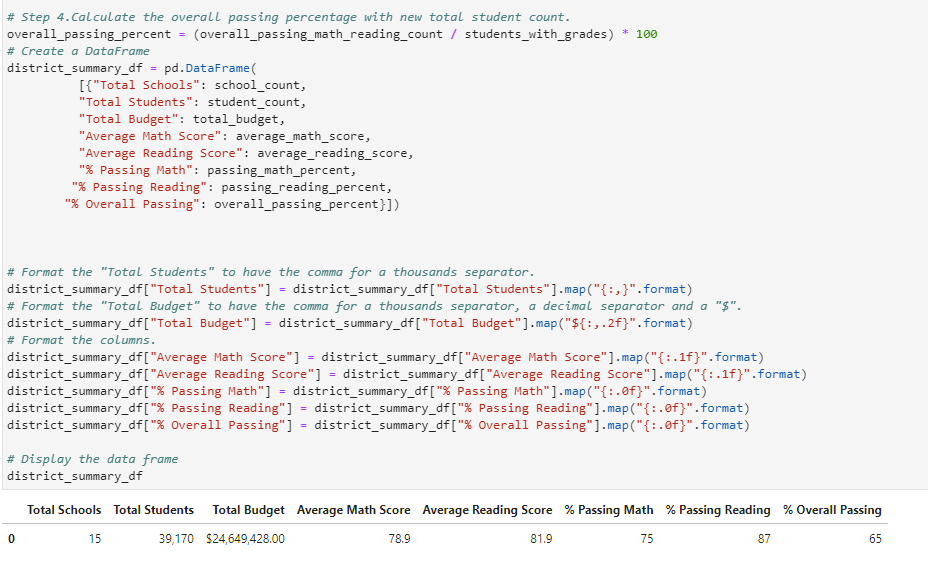 # Step 4.Calculate the overall passing percentage with new total student count.
overall_passing_percent = (overall_passing_math_reading_count / students_with_grades) * 100
# Create a DataFrame
district_summary_df = pd.DataFrame(
          [{"Total Schools": school_count,
          "Total Students": student_count,
          "Total Budget": total_budget,
          "Average Math Score": average_math_score,
          "Average Reading Score": average_reading_score,
          "% Passing Math": passing_math_percent,
         "% Passing Reading": passing_reading_percent,
        "% Overall Passing": overall_passing_percent}])
# Format the "Total Students" to have the comma for a thousands separator.
district_summary_df["Total Students"] = district_summary_df["Total Students"].map("{:,}".format)
# Format the "Total Budget" to have the comma for a thousands separator, a decimal separator and a "$".
district_summary_df["Total Budget"] = district_summary_df["Total Budget"].map("${:,.2f}".format)
# Format the columns.
district_summary_df["Average Math Score"] = district_summary_df["Average Math Score"].map("{:.1f}".format)
district_summary_df["Average Reading Score"] = district_summary_df["Average Reading Score"].map("{:.1f}".format)
district_summary_df["% Passing Math"] = district_summary_df["% Passing Math"].map("{:.0f}".format)
district_summary_df["% Passing Reading"] = district_summary_df["% Passing Reading"].map("{:.0f}".format)
district_summary_df["% Overall Passing"] = district_summary_df["% Overall Passing"].map("{:.0f}".format)
# Display the data frame
district_summary_df
Total Schools Total Students Total Budget Average Math Score Average Reading Score % Passing Math % Passing Reading % Overall Passing
0 15 39,170 $24,649,428.00 78.9 81.9 75 87 65